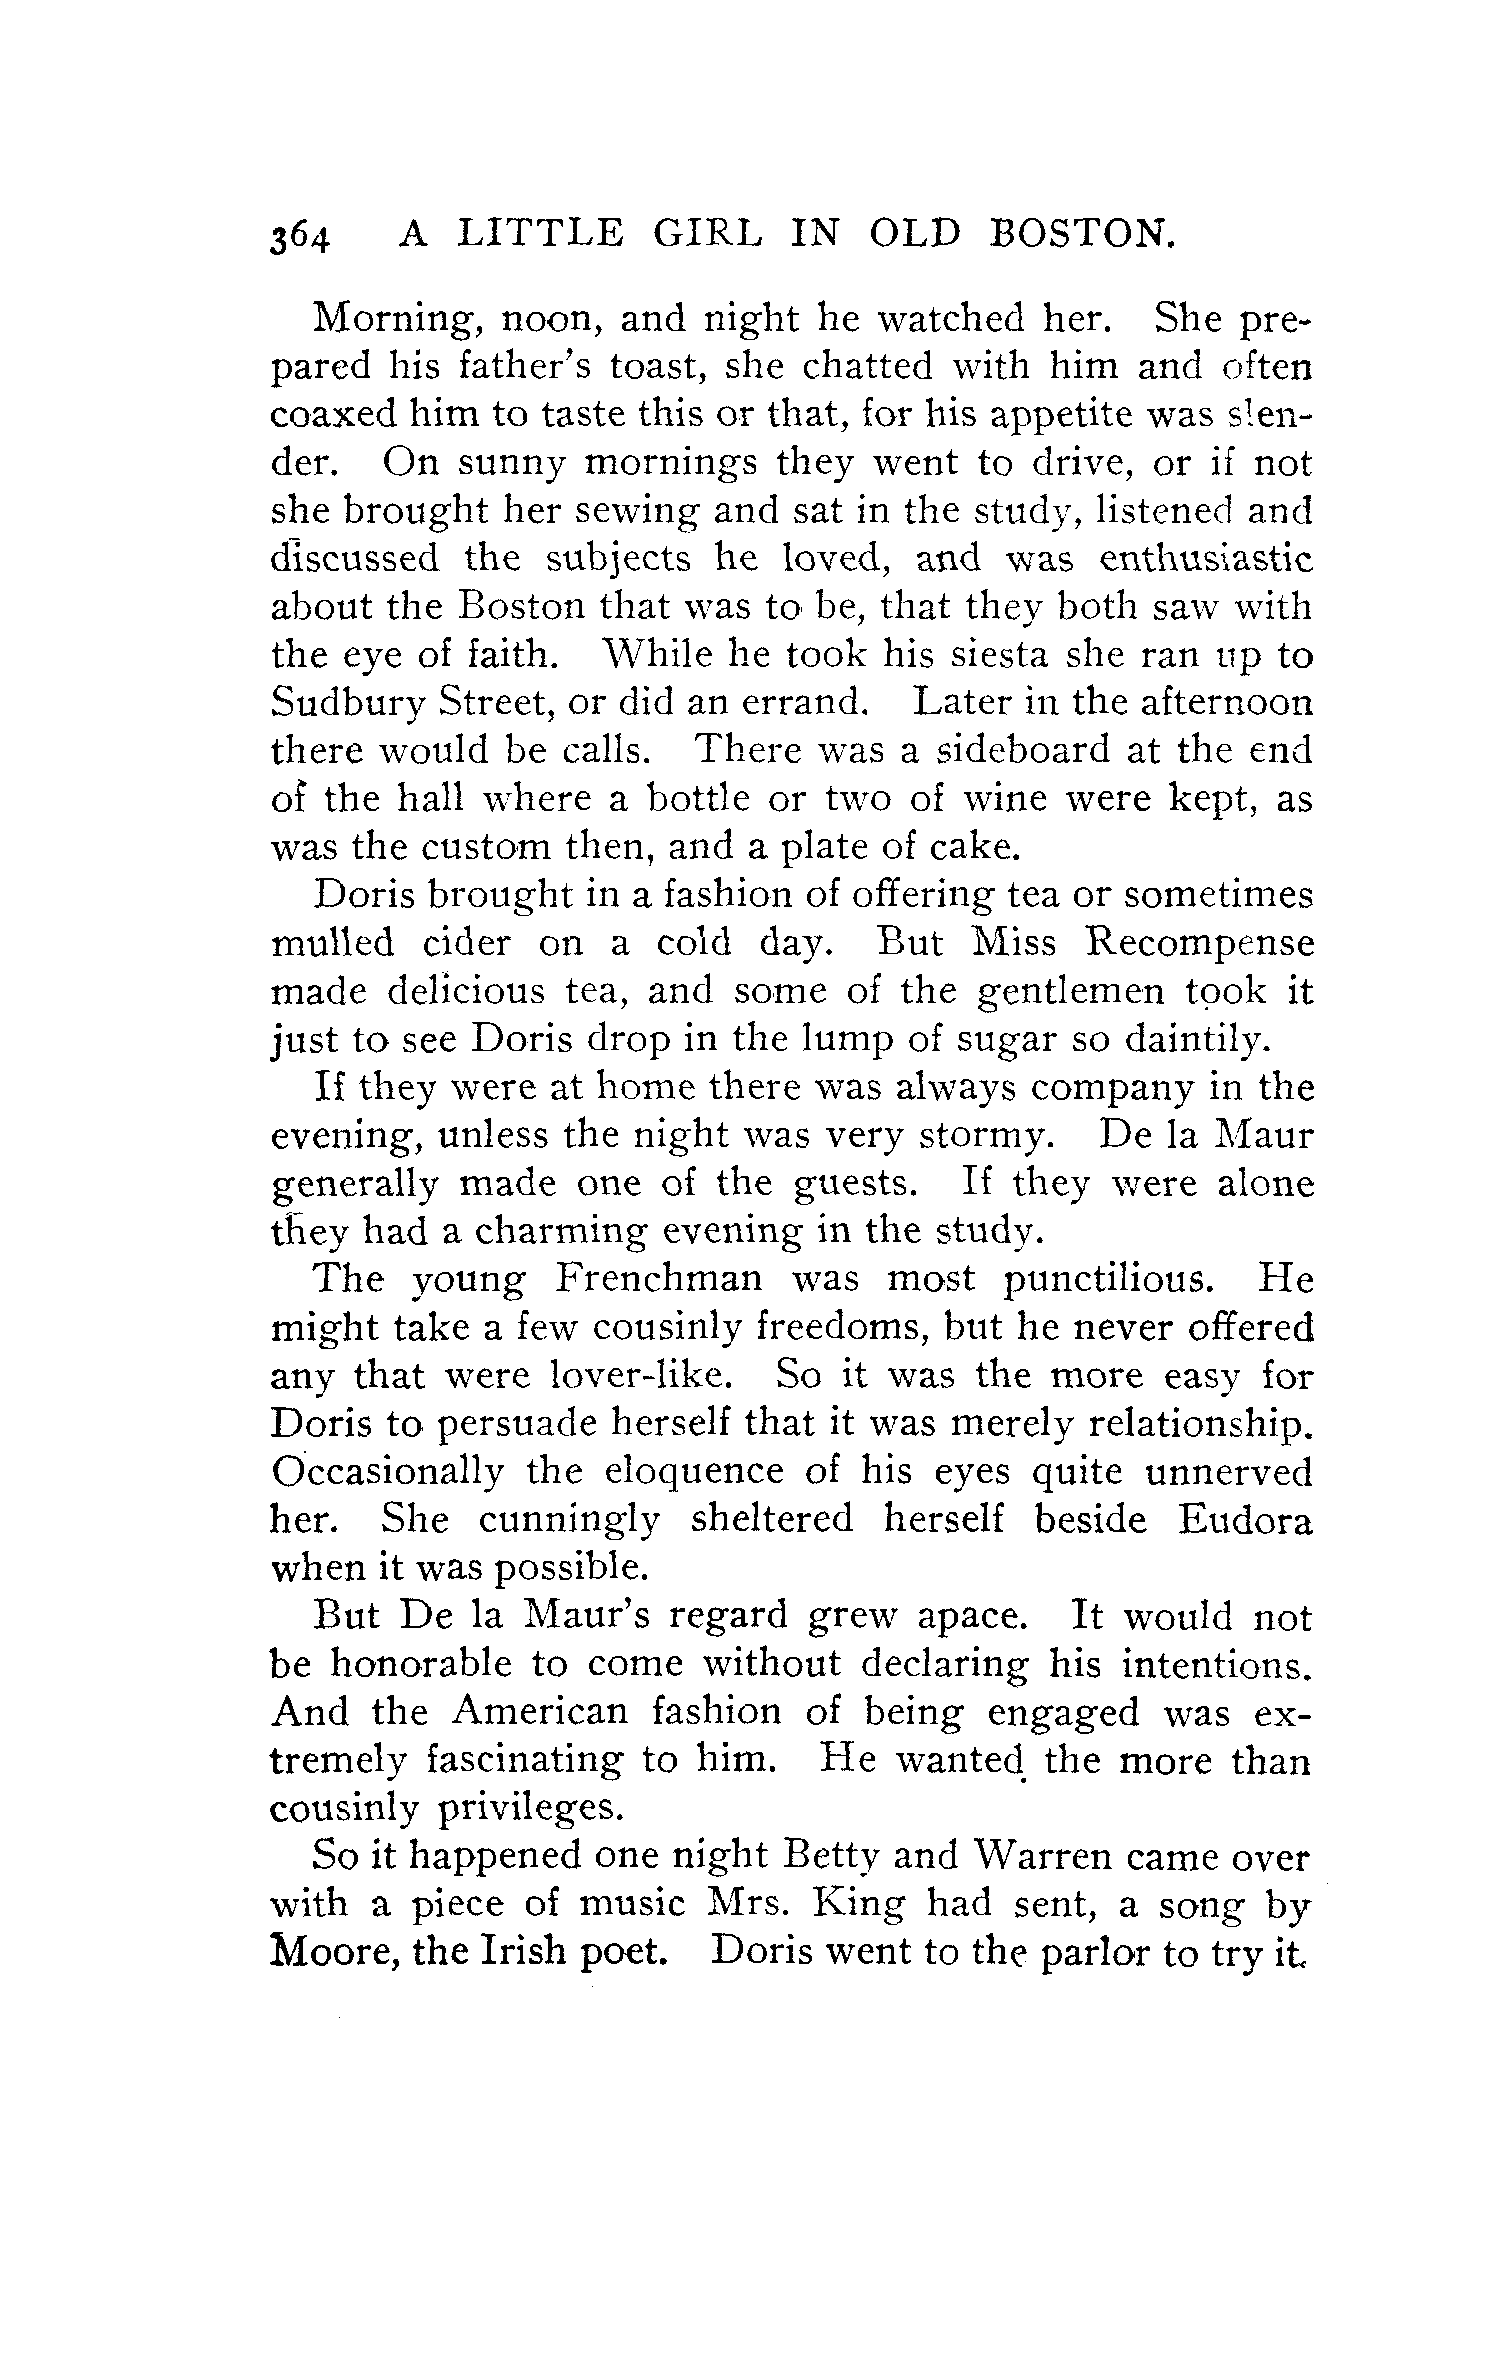 364 A LITTLE GIRL IN OLD BOSTON.
Morning, noon, and night he watched her. She pre-
pared his father's toast, she chatted with him and often
coaxed him to taste this or that, for his appetite was slen-
der. On sunny mornings they went to drive, or if not
she brought her sewing and sat in the study, listened and
discussed the subjects he loved, and was enthusiastic
about the Boston that was to be, that they both saw with
the eye of faith. While he took his siesta she ran up to
Sudbury Street, or did an errand. Later in the afternoon
there would be calls. There was a sideboard at the end
of the hall where a bottle or two of wine were kept, as
was the custom then, and a plate of cake.
Doris brought in a fashion of offering tea or sometimes
mulled cider on a cold day. But Miss Recompense
made delicious tea, and some of the gentlemen took it
just to see Doris drop in the lump of sugar so daintily.
If they were at home there was always company in the
evening, unless the night was very stormy. De la Maur
generally made one of the guests. If they were alone
they had a charming evening in the study.
The young Frenchman was most punctilious. He
might take a few cousinly freedoms, but he never offered
any that were lover-like. So it was the more easy for
Doris to persuade herself that it was merely relationship.
Occasionally the eloquence of his eyes quite unnerved
her. She cunningly sheltered herself beside Eudora
when it was possible.
But De la Maur's regard grew apace. It would not
be honorable to come without declaring his intentions.
And the American fashion of being engaged was ex-
tremely fascinating to him. He wanted the more than
cousinly privileges.
So it happened one night Betty and Warren came over
with a piece of music Mrs. King had sent, a song by
Moore, the Irish poet. Doris went to the parlor to try it.